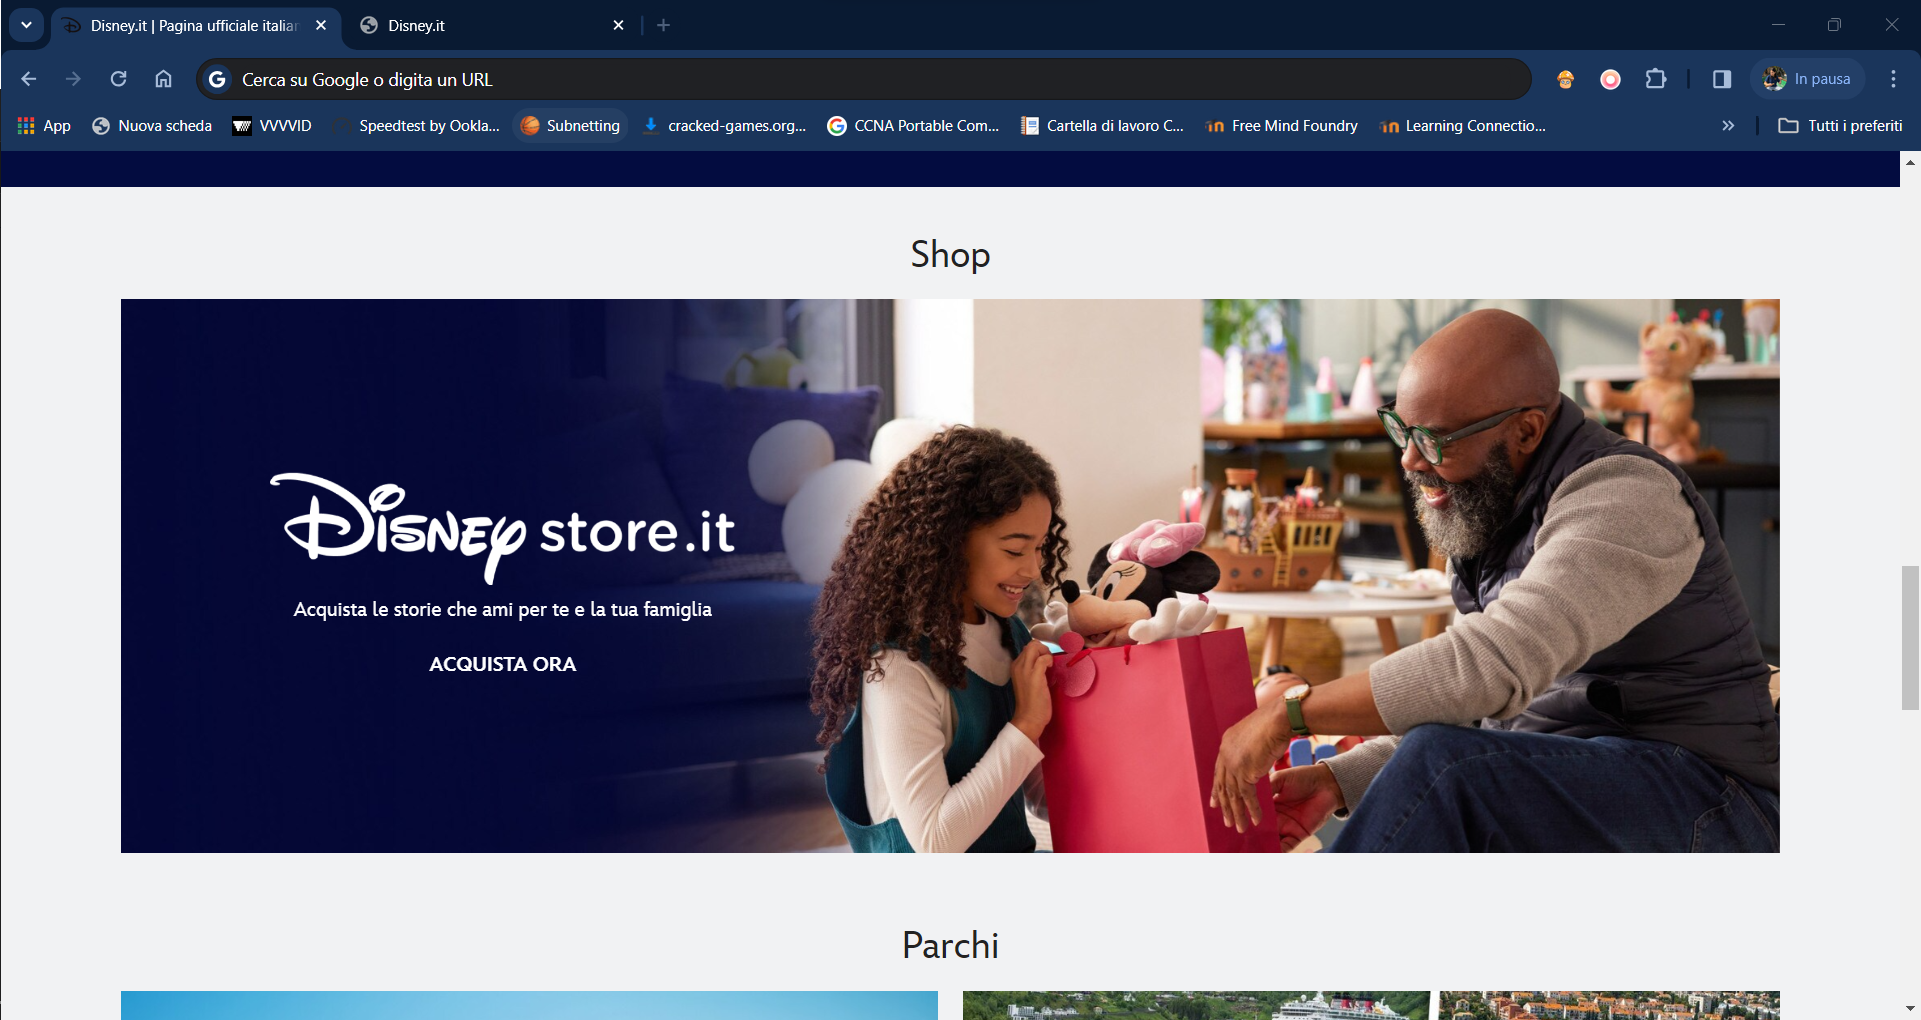 Disney.it | Pagina ufficiale italian
Disney.it
Cerca su Google o digita un URL
In pausa
App
Nuova scheda
VVVVID
Speedtest by Ookla...
Subnetting
cracked-games.org...
CCNA Portable Com...
Cartella di lavoro C...
Free Mind Foundry
Learning Connectio...
Tutti i preferiti
Shop
Disney store.it
Acquista le storie che ami per te e la tua famiglia
ACQUISTA ORA
Parchi